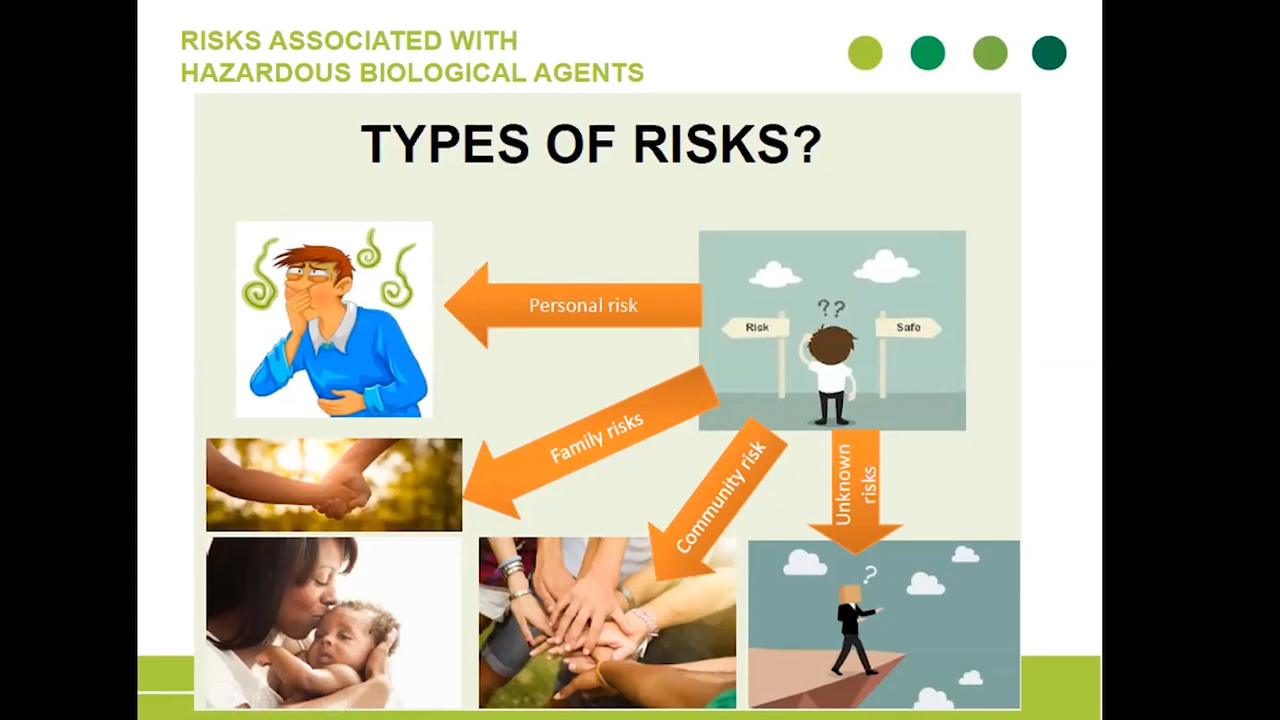 RISKS ASSOCIATED WITH
HAZARDOUS BIOLOGICAL AGENTS
TYPES OF RISKS?
Personal risk
??
Risk
Safe
Family risks
Community risk
Unknown
risks
?